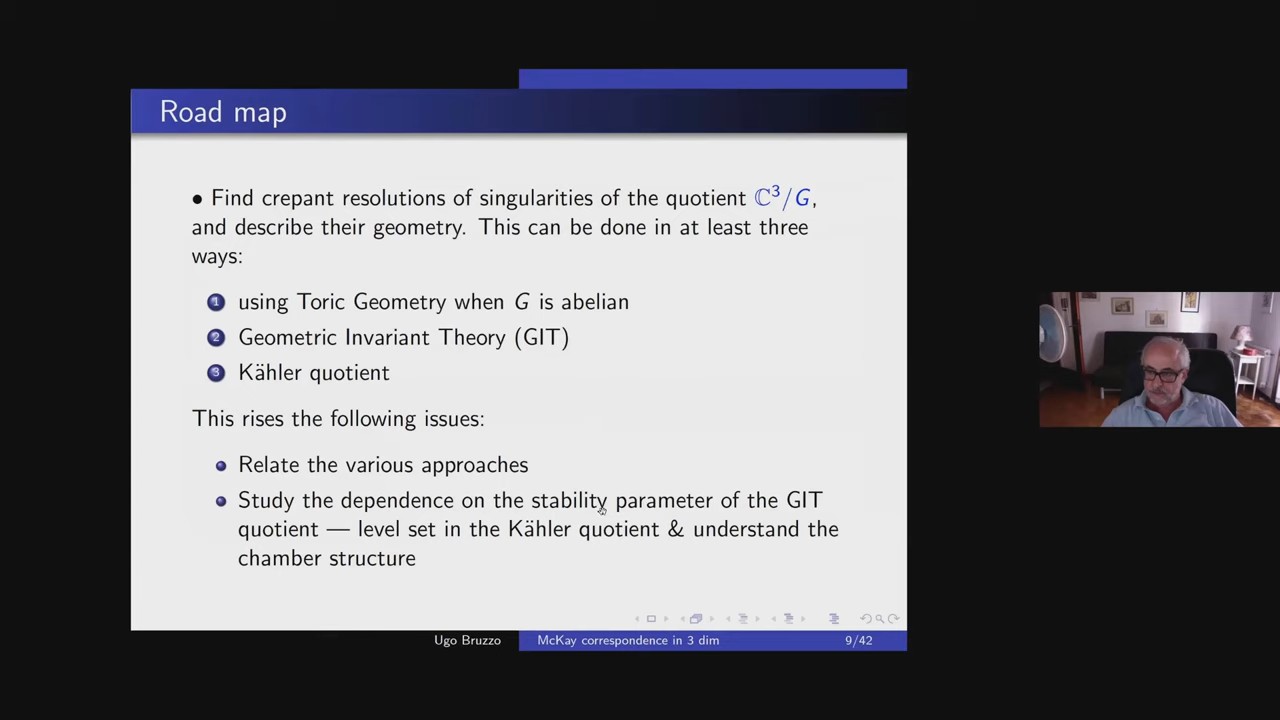 Road map
• Find crepant resolutions of singularities of the quotient ℂ³/G,
and describe their geometry. This can be done in at least three
ways:
1 using Toric Geometry when G is abelian
2 Geometric Invariant Theory (GIT)
3 Kähler quotient
This rises the following issues:
Relate the various approaches
Study the dependence on the stability parameter of the GIT
quotient — level set in the Kähler quotient & understand the
chamber structure
Ugo Bruzzo McKay correspondence in 3 dim 9/42